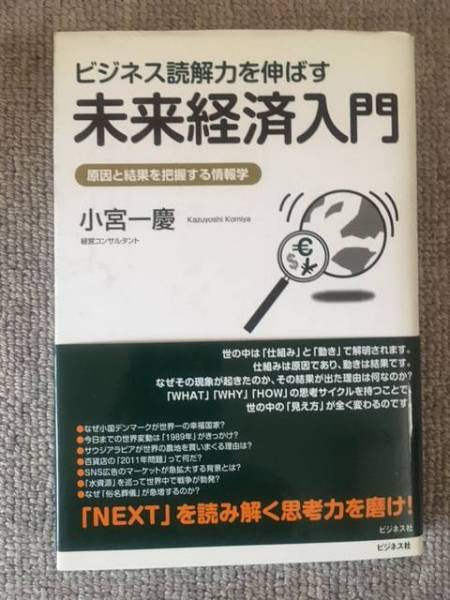 ビジネス読解力を伸ばす
未来経済入門
原因と結果を把握する情報学
小宮一慶 Kazuyoshi Komiya
経営コンサルタント
€
$
世の中は「仕組み」と「動き」で解明されます。
仕組みは原因であり、動きは結果です。
なぜその現象が起きたのか、その結果が出た理由は何なのか?
「WHAT」「WHY」「HOW」の思考サイクルを持つことで、
世の中の「見え方」が全く変わるのです。
●なぜ小国デンマークが世界一の幸福国家?
●今日までの世界変動は「1989年」がきっかけ?
●サウジアラビアが世界の農地を買いまくる理由は?
●百貨店の「2011年問題」って何だ?
●SNS広告のマーケットが急拡大する背景とは?
●「水資源」を巡って世界中で戦争が勃発?
●なぜ「俗名葬儀」が急増するのか?
「NEXT」を読み解く思考力を磨け!
ビジネス社
ビジネス社